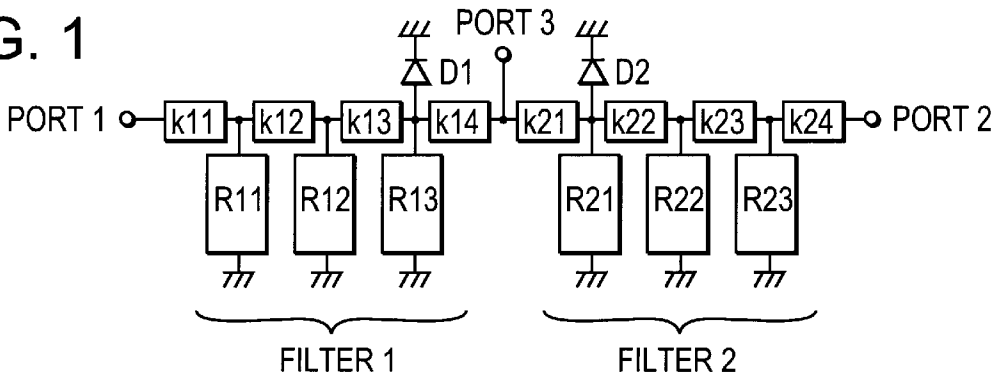 G. 1
PORT 3
D1 D2
PORT 1 k11 k12 k13 k14 k21 k22 k23 k24 PORT 2
R11 R12 R13 R21 R22 R23
FILTER 1 FILTER 2